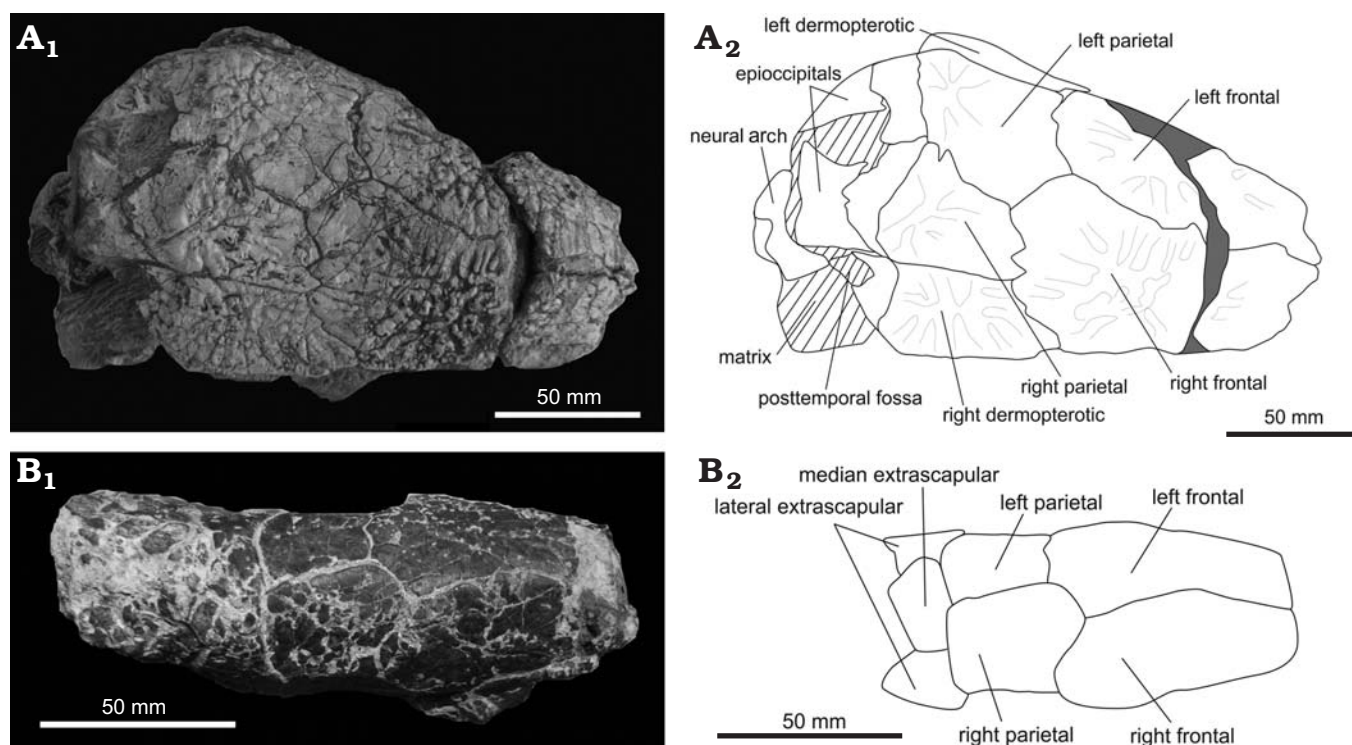 A1
50 mm
A2
left dermopterotic
left parietal
epioccipitals
left frontal
neural arch
matrix
posttemporal fossa
right dermopterotic
right parietal
right frontal
50 mm
B1
50 mm
B2
median extrascapular
lateral extrascapular
left parietal
left frontal
50 mm
right parietal
right frontal